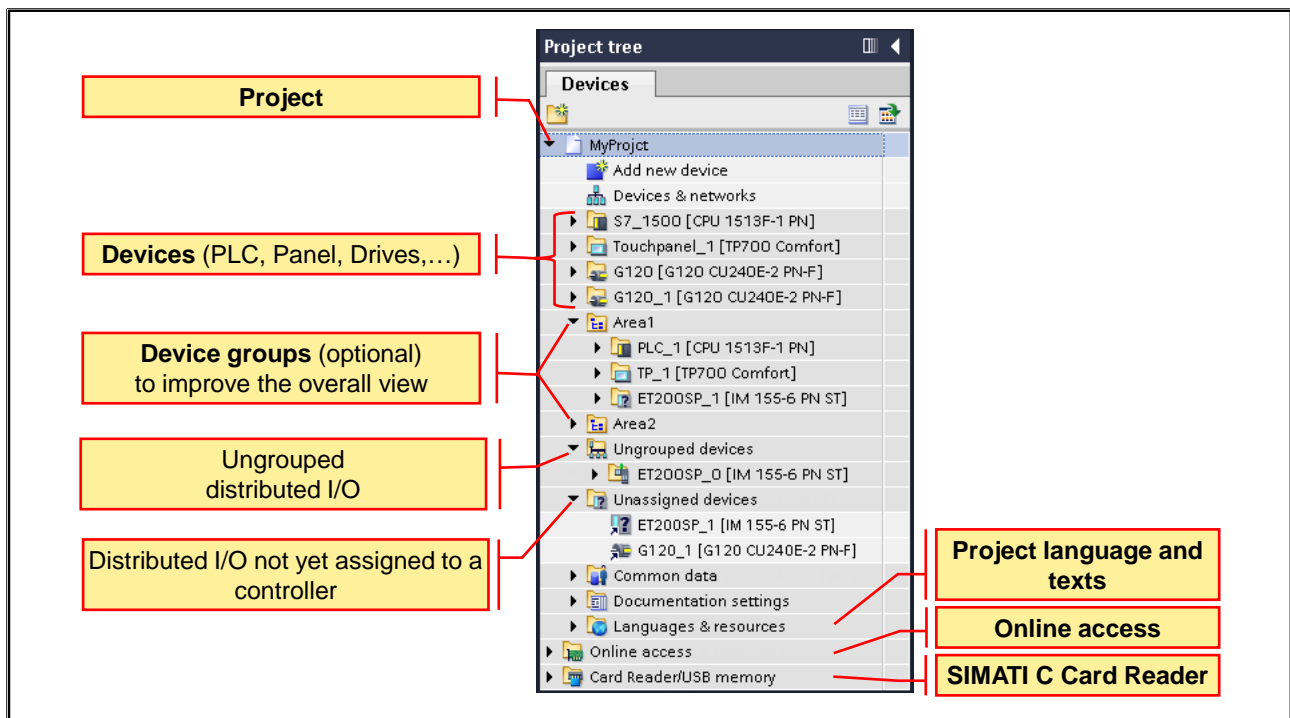 Project tree
Devices
MyProjct
Add new device
Devices & networks
S7_1500 [CPU 1513F-1 PN]
Touchpanel_1 [TP700 Comfort]
G120 [G120 CU240E-2 PN-F]
G120_1 [G120 CU240E-2 PN-F]
Area1
PLC_1 [CPU 1513F-1 PN]
TP_1 [TP700 Comfort]
ET200SP_1 [IM 155-6 PN ST]
Area2
Ungrouped devices
ET200SP_0 [IM 155-6 PN ST]
Unassigned devices
ET200SP_1 [IM 155-6 PN ST]
G120_1 [G120 CU240E-2 PN-F]
Common data
Documentation settings
Languages & resources
Online access
Card Reader/USB memory
Project
Devices (PLC, Panel, Drives,…)
Device groups (optional)
to improve the overall view
Ungrouped
distributed I/O
Distributed I/O not yet assigned to a
controller
Project language and
texts
Online access
SIMATI C Card Reader